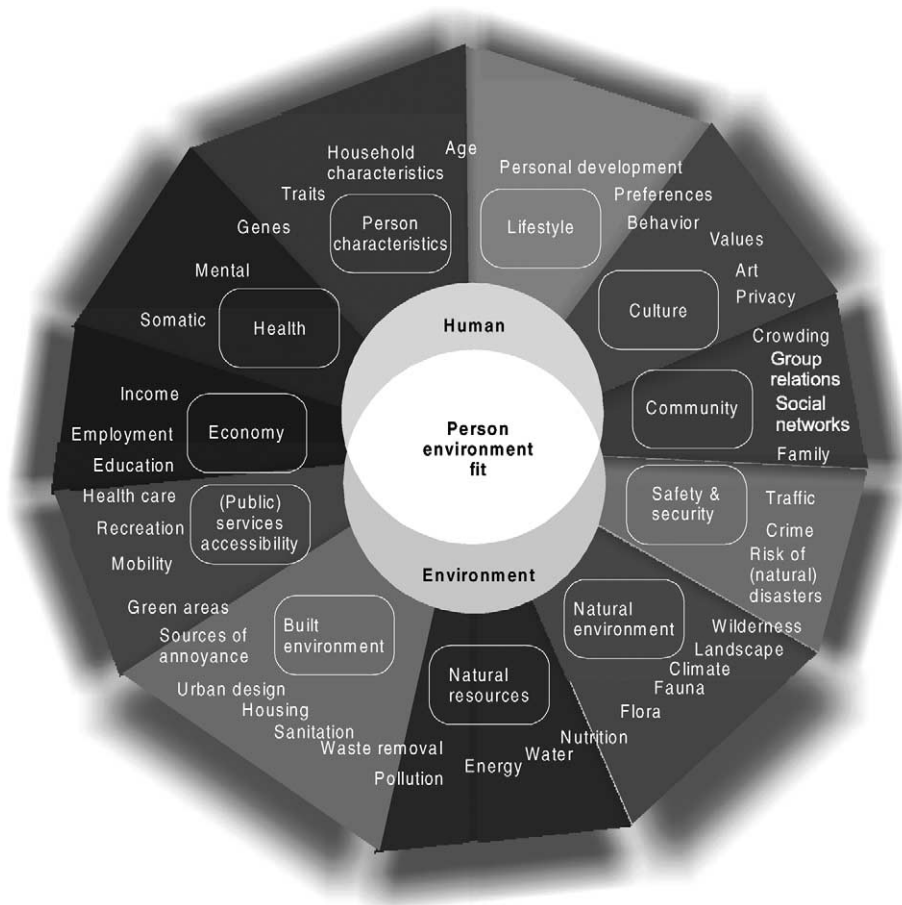 Age
Household
characteristics
Traits
Genes
Person
characteristics
Personal development
Preferences
Behavior
Lifestyle
Values
Art
Privacy
Culture
Mental
Somatic
Health
Human
Crowding
Group
relations
Social
networks
Family
Community
Income
Employment
Education
Economy
Person
environment
fit
Health care
Recreation
Mobility
(Public)
services
accessibility
Safety &
security
Traffic
Crime
Risk of
(natural)
disasters
Environment
Green areas
Sources of
annoyance
Urban design
Housing
Sanitation
Waste removal
Pollution
Built
environment
Natural
resources
Energy
Water
Nutrition
Natural
environment
Wilderness
Landscape
Climate
Fauna
Flora